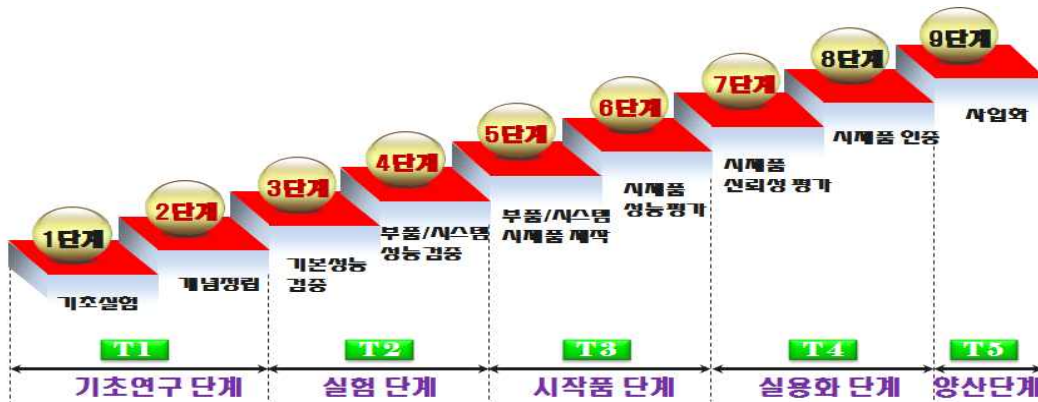 1단계
기초실험
2단계
개념정립
3단계
기본성능
검증
4단계
부품/시스템
성능검증
5단계
부품/시스템
시제품 제작
6단계
시제품
성능평가
7단계
시제품
신뢰성 평가
8단계
시제품 인증
9단계
사업화
T1
T2
T3
T4
T5
기초연구 단계
실험 단계
시작품 단계
실용화 단계
양산단계